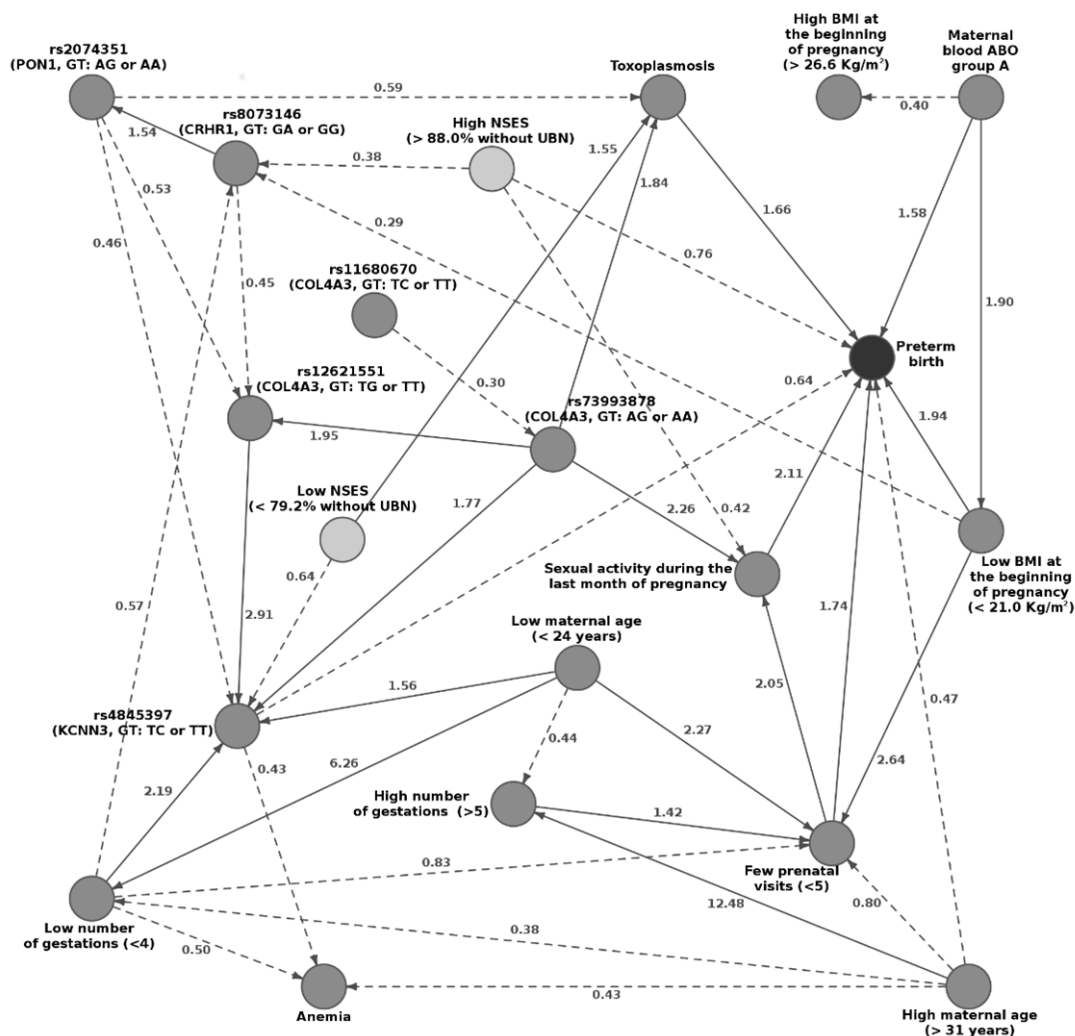 High BMI at
the beginning
of pregnancy
(> 26.6 Kg/m²)
Maternal
blood ABO
group A
rs2074351
(PON1, GT: AG or AA)
Toxoplasmosis
0.59
0.40
rs8073146
(CRHR1, GT: GA or GG)
1.54
High NSES
(> 88.0% without UBN)
0.38
1.55
1.84
0.53
1.66
1.58
0.29
0.46
0.76
0.45
rs11680670
(COL4A3, GT: TC or TT)
1.90
Preterm
birth
rs12621551
(COL4A3, GT: TG or TT)
0.30
0.64
rs73993878
(COL4A3, GT: AG or AA)
1.94
1.95
2.11
Low NSES
(< 79.2% without UBN)
1.77
2.26
0.42
0.64
Sexual activity during the
last month of pregnancy
Low BMI at
the beginning
of pregnancy
(< 21.0 Kg/m²)
0.57
2.91
1.74
Low maternal age
(< 24 years)
2.05
1.56
0.47
rs4845397
(KCNN3, GT: TC or TT)
2.27
0.44
6.26
0.43
2.64
2.19
High number
of gestations (>5)
1.42
0.83
Few prenatal
visits (<5)
12.48
0.80
Low number
of gestations (<4)
0.50
0.38
0.43
Anemia
High maternal age
(> 31 years)